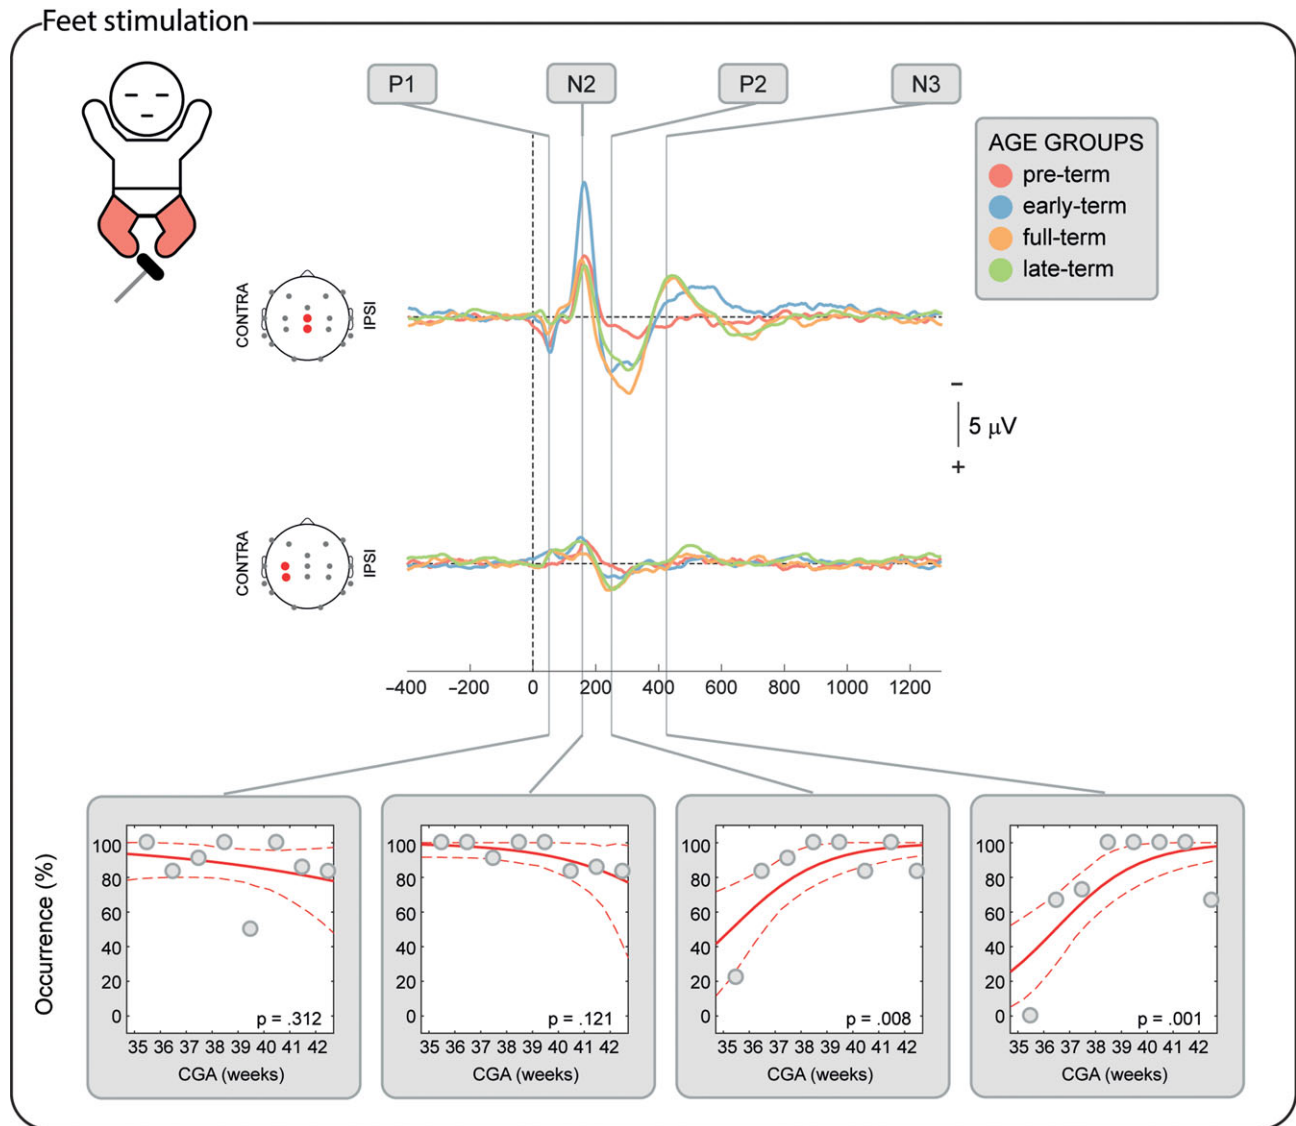 Feet stimulation
P1
N2
P2
N3
AGE GROUPS
pre-term
early-term
full-term
late-term
CONTRA
IPSI
−
5 μV
+
CONTRA
IPSI
−400 −200 0 200 400 600 800 1000 1200
Occurrence (%)
100
80
60
40
20
0
p = .312
35 36 37 38 39 40 41 42
CGA (weeks)
100
80
60
40
20
0
p = .121
35 36 37 38 39 40 41 42
CGA (weeks)
100
80
60
40
20
0
p = .008
35 36 37 38 39 40 41 42
CGA (weeks)
100
80
60
40
20
0
p = .001
35 36 37 38 39 40 41 42
CGA (weeks)